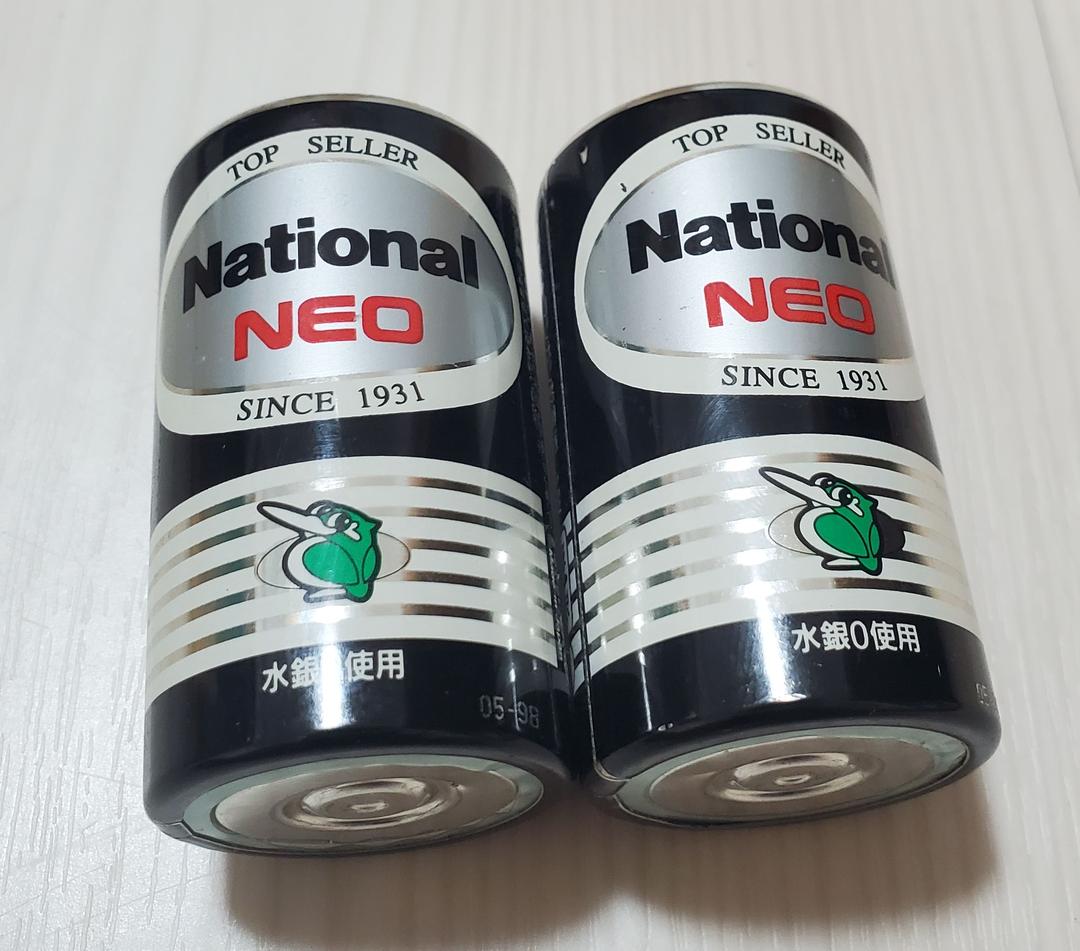 TOP SELLER
National
NEO
SINCE 1931
水銀 使用
05-98
TOP SELLER
National
NEO
SINCE 1931
水銀0使用
05